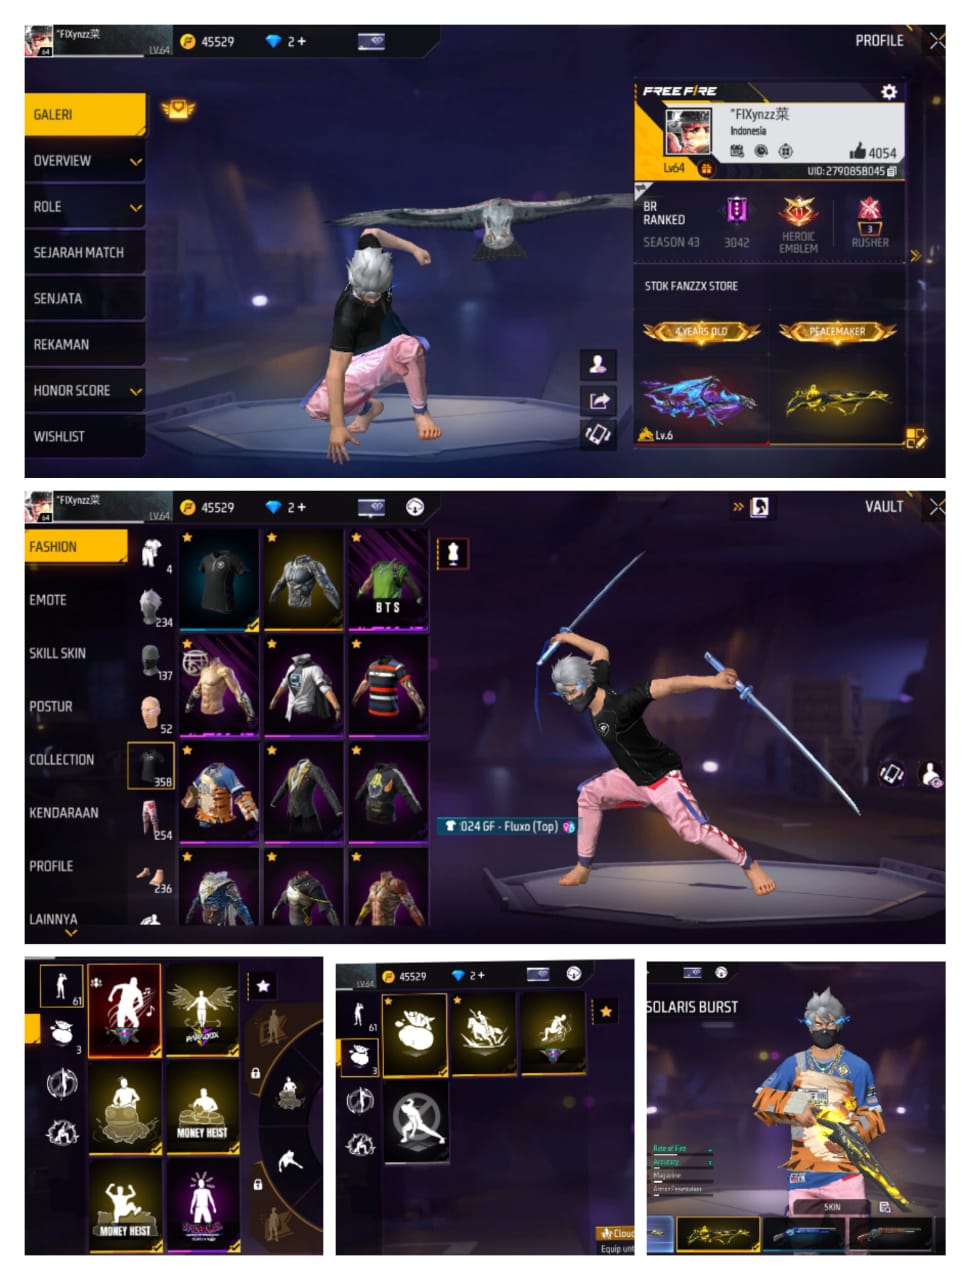 "FIXynzz菜
64
LV.64
45529
2+
PROFILE
GALERI
OVERVIEW
ROLE
SEJARAH MATCH
SENJATA
REKAMAN
HONOR SCORE
WISHLIST
FREE FIRE
"FIXynzz菜
Indonesia
4054
Lv64
UID:2790858045
BR RANKED
SEASON 43
3042
HEROIC EMBLEM
3
RUSHER
STOK FANZZX STORE
4 YEARS OLD
PEACEMAKER
Lv.6
"FIXynzz菜
64
LV.64
45529
2+
VAULT
FASHION
EMOTE
SKILL SKIN
POSTUR
COLLECTION
KENDARAAN
PROFILE
LAINNYA
4
234
137
52
358
254
236
BTS
'024 GF - Fluxo (Top)
61
3
PARADOX
MONEY HEIST
MONEY HEIST
LV.64
45529
2+
61
3
Cloud
Equip unt
SOLARIS BURST
Rate of Fire
Accuracy
Magazine
Armor Penetration
SKIN